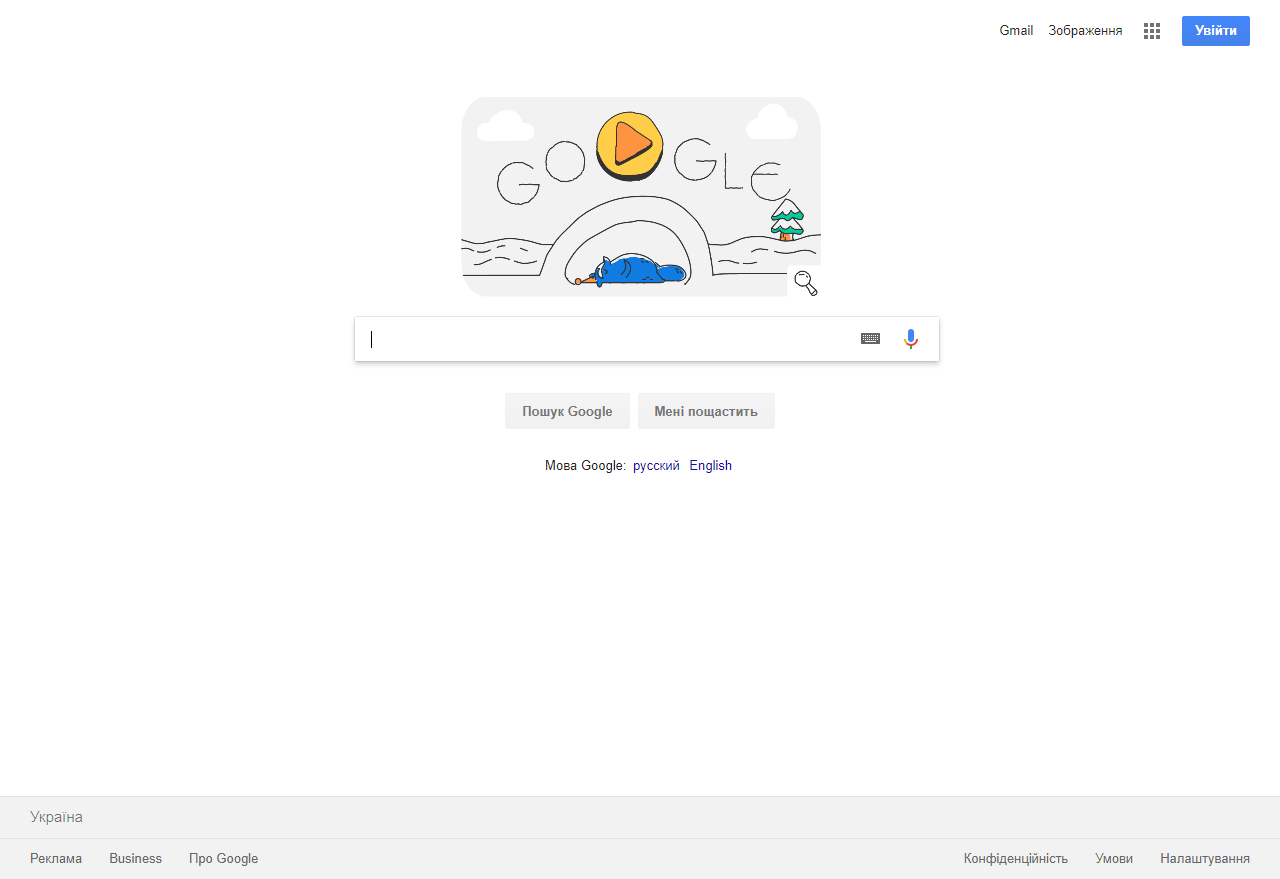 Gmail Зображення Увійти
GOOGLE
Пошук Google Мені пощастить
Мова Google: русский English
Україна
Реклама Business Про Google Конфіденційність Умови Налаштування